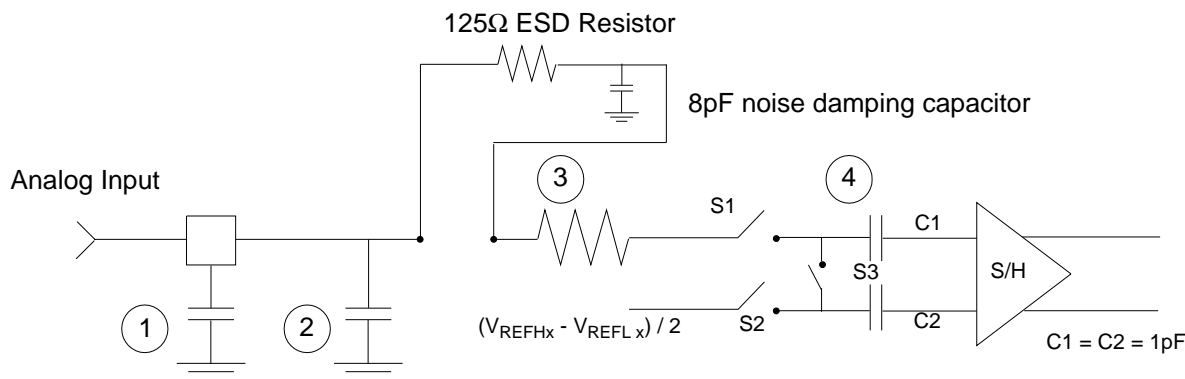 125Ω ESD Resistor
8pF noise damping capacitor
Analog Input
3
4
S1
C1
S3
S/H
1
2
(VREFHx - VREFL x) / 2
S2
C2
C1 = C2 = 1pF